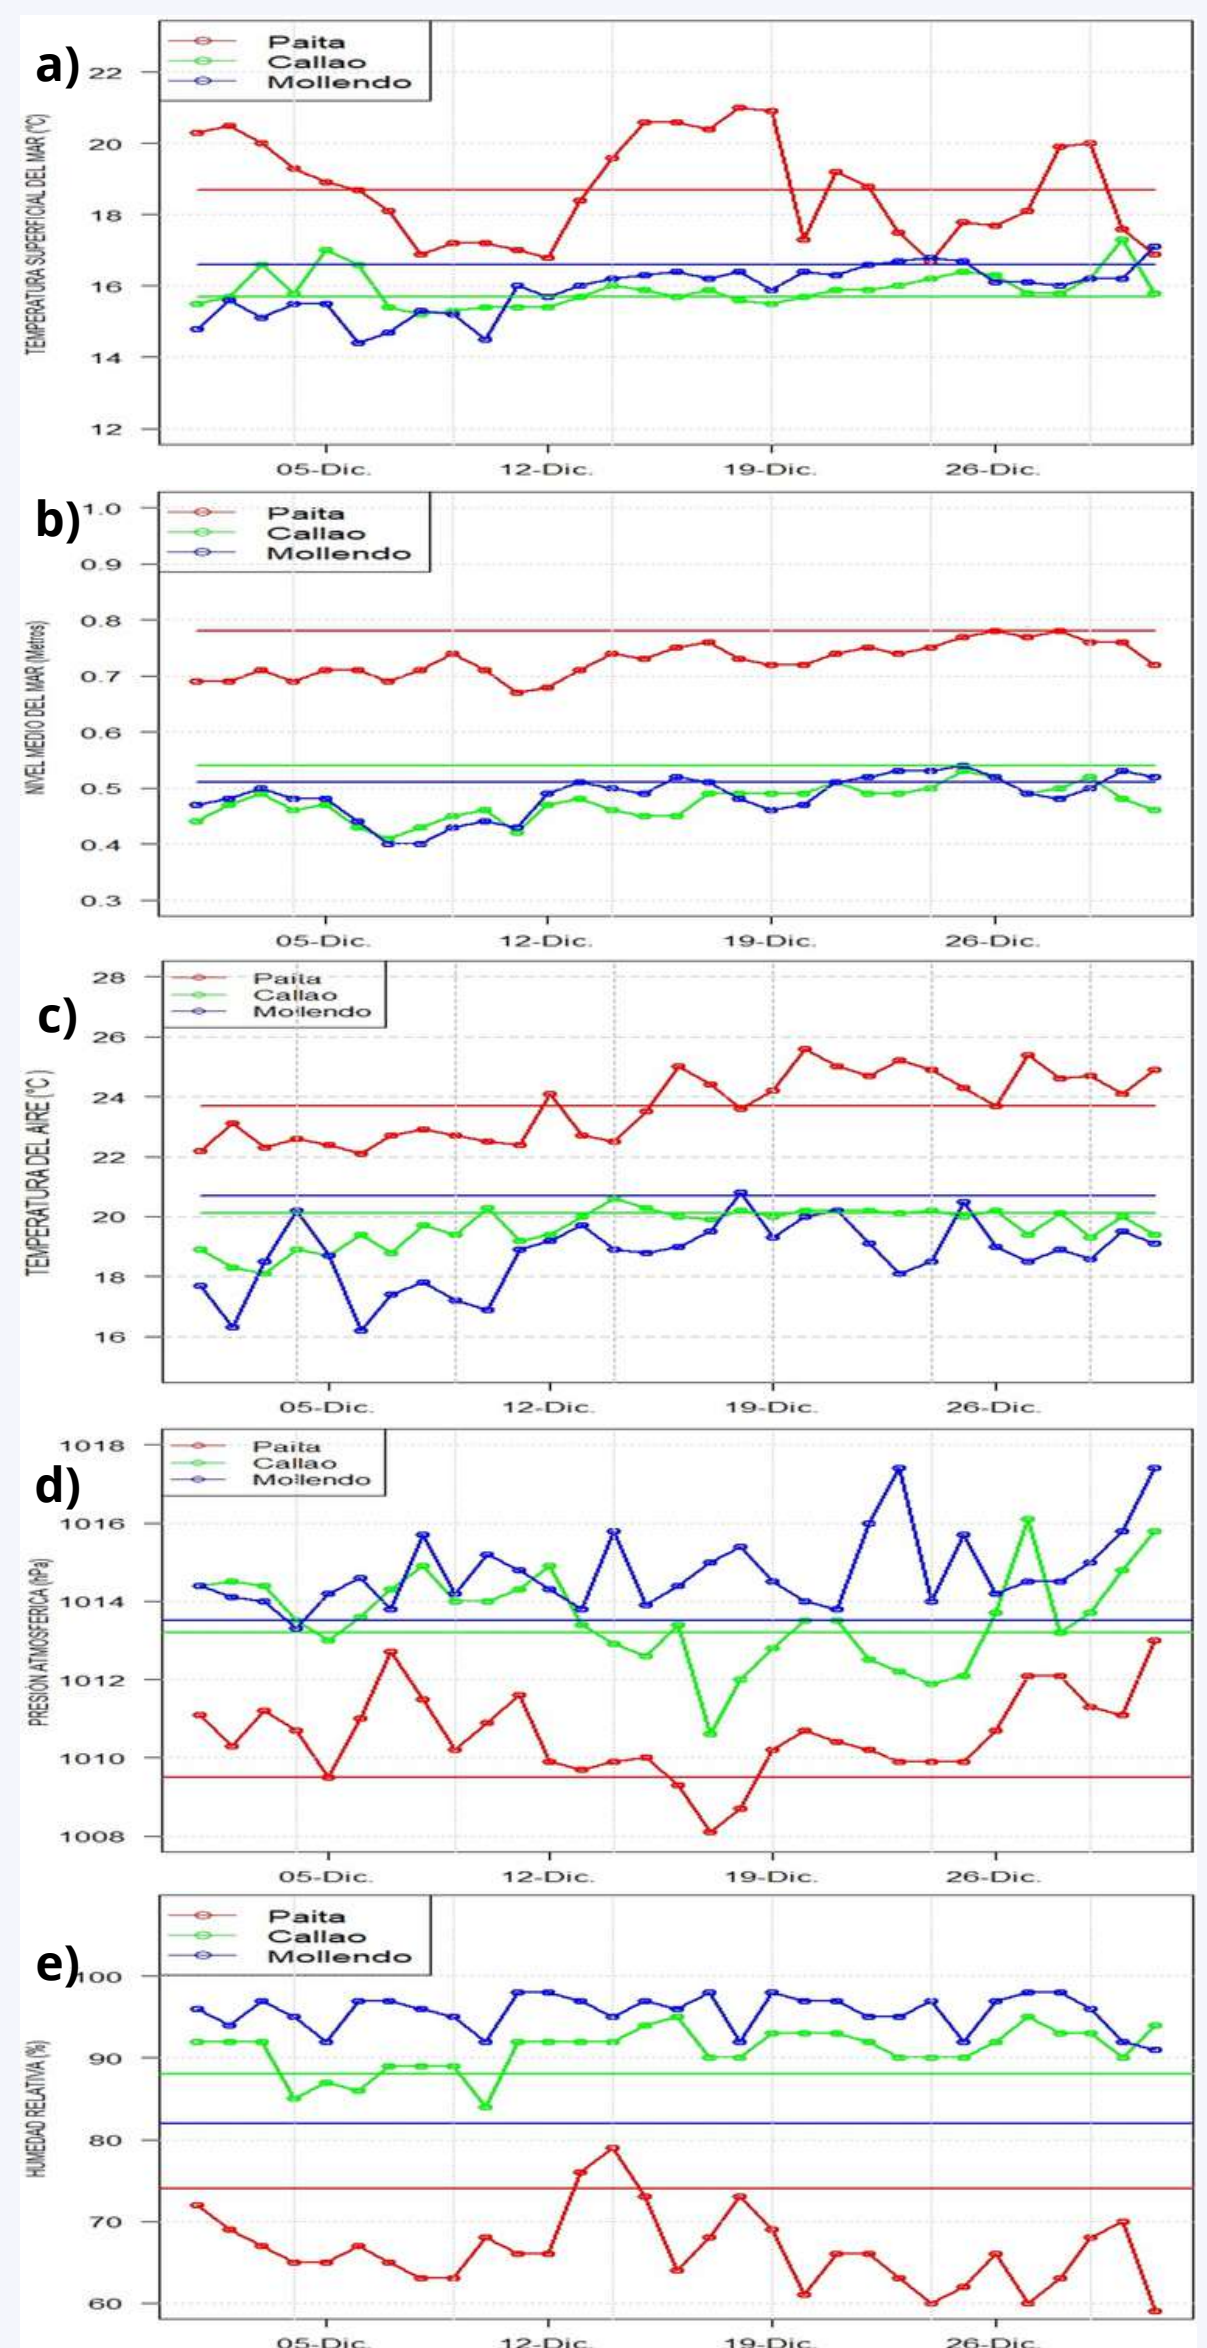 a)
Paita
Callao
Mollendo
TEMPERATURA SUPERFICIAL DEL MAR (°C)
22
20
18
16
14
12
05-Dic. 12-Dic. 19-Dic. 26-Dic.
b)
Paita
Callao
Mollendo
NIVEL MEDIO DEL MAR (Metros)
1.0
0.9
0.8
0.7
0.6
0.5
0.4
0.3
05-Dic. 12-Dic. 19-Dic. 26-Dic.
c)
Paita
Callao
Mollendo
TEMPERATURA DEL AIRE (°C)
28
26
24
22
20
18
16
05-Dic. 12-Dic. 19-Dic. 26-Dic.
d)
Paita
Callao
Mollendo
PRESIÓN ATMOSFERICA (hPa)
1018
1016
1014
1012
1010
1008
05-Dic. 12-Dic. 19-Dic. 26-Dic.
e)
Paita
Callao
Mollendo
HUMEDAD RELATIVA (%)
100
90
80
70
60
05-Dic. 12-Dic. 19-Dic. 26-Dic.